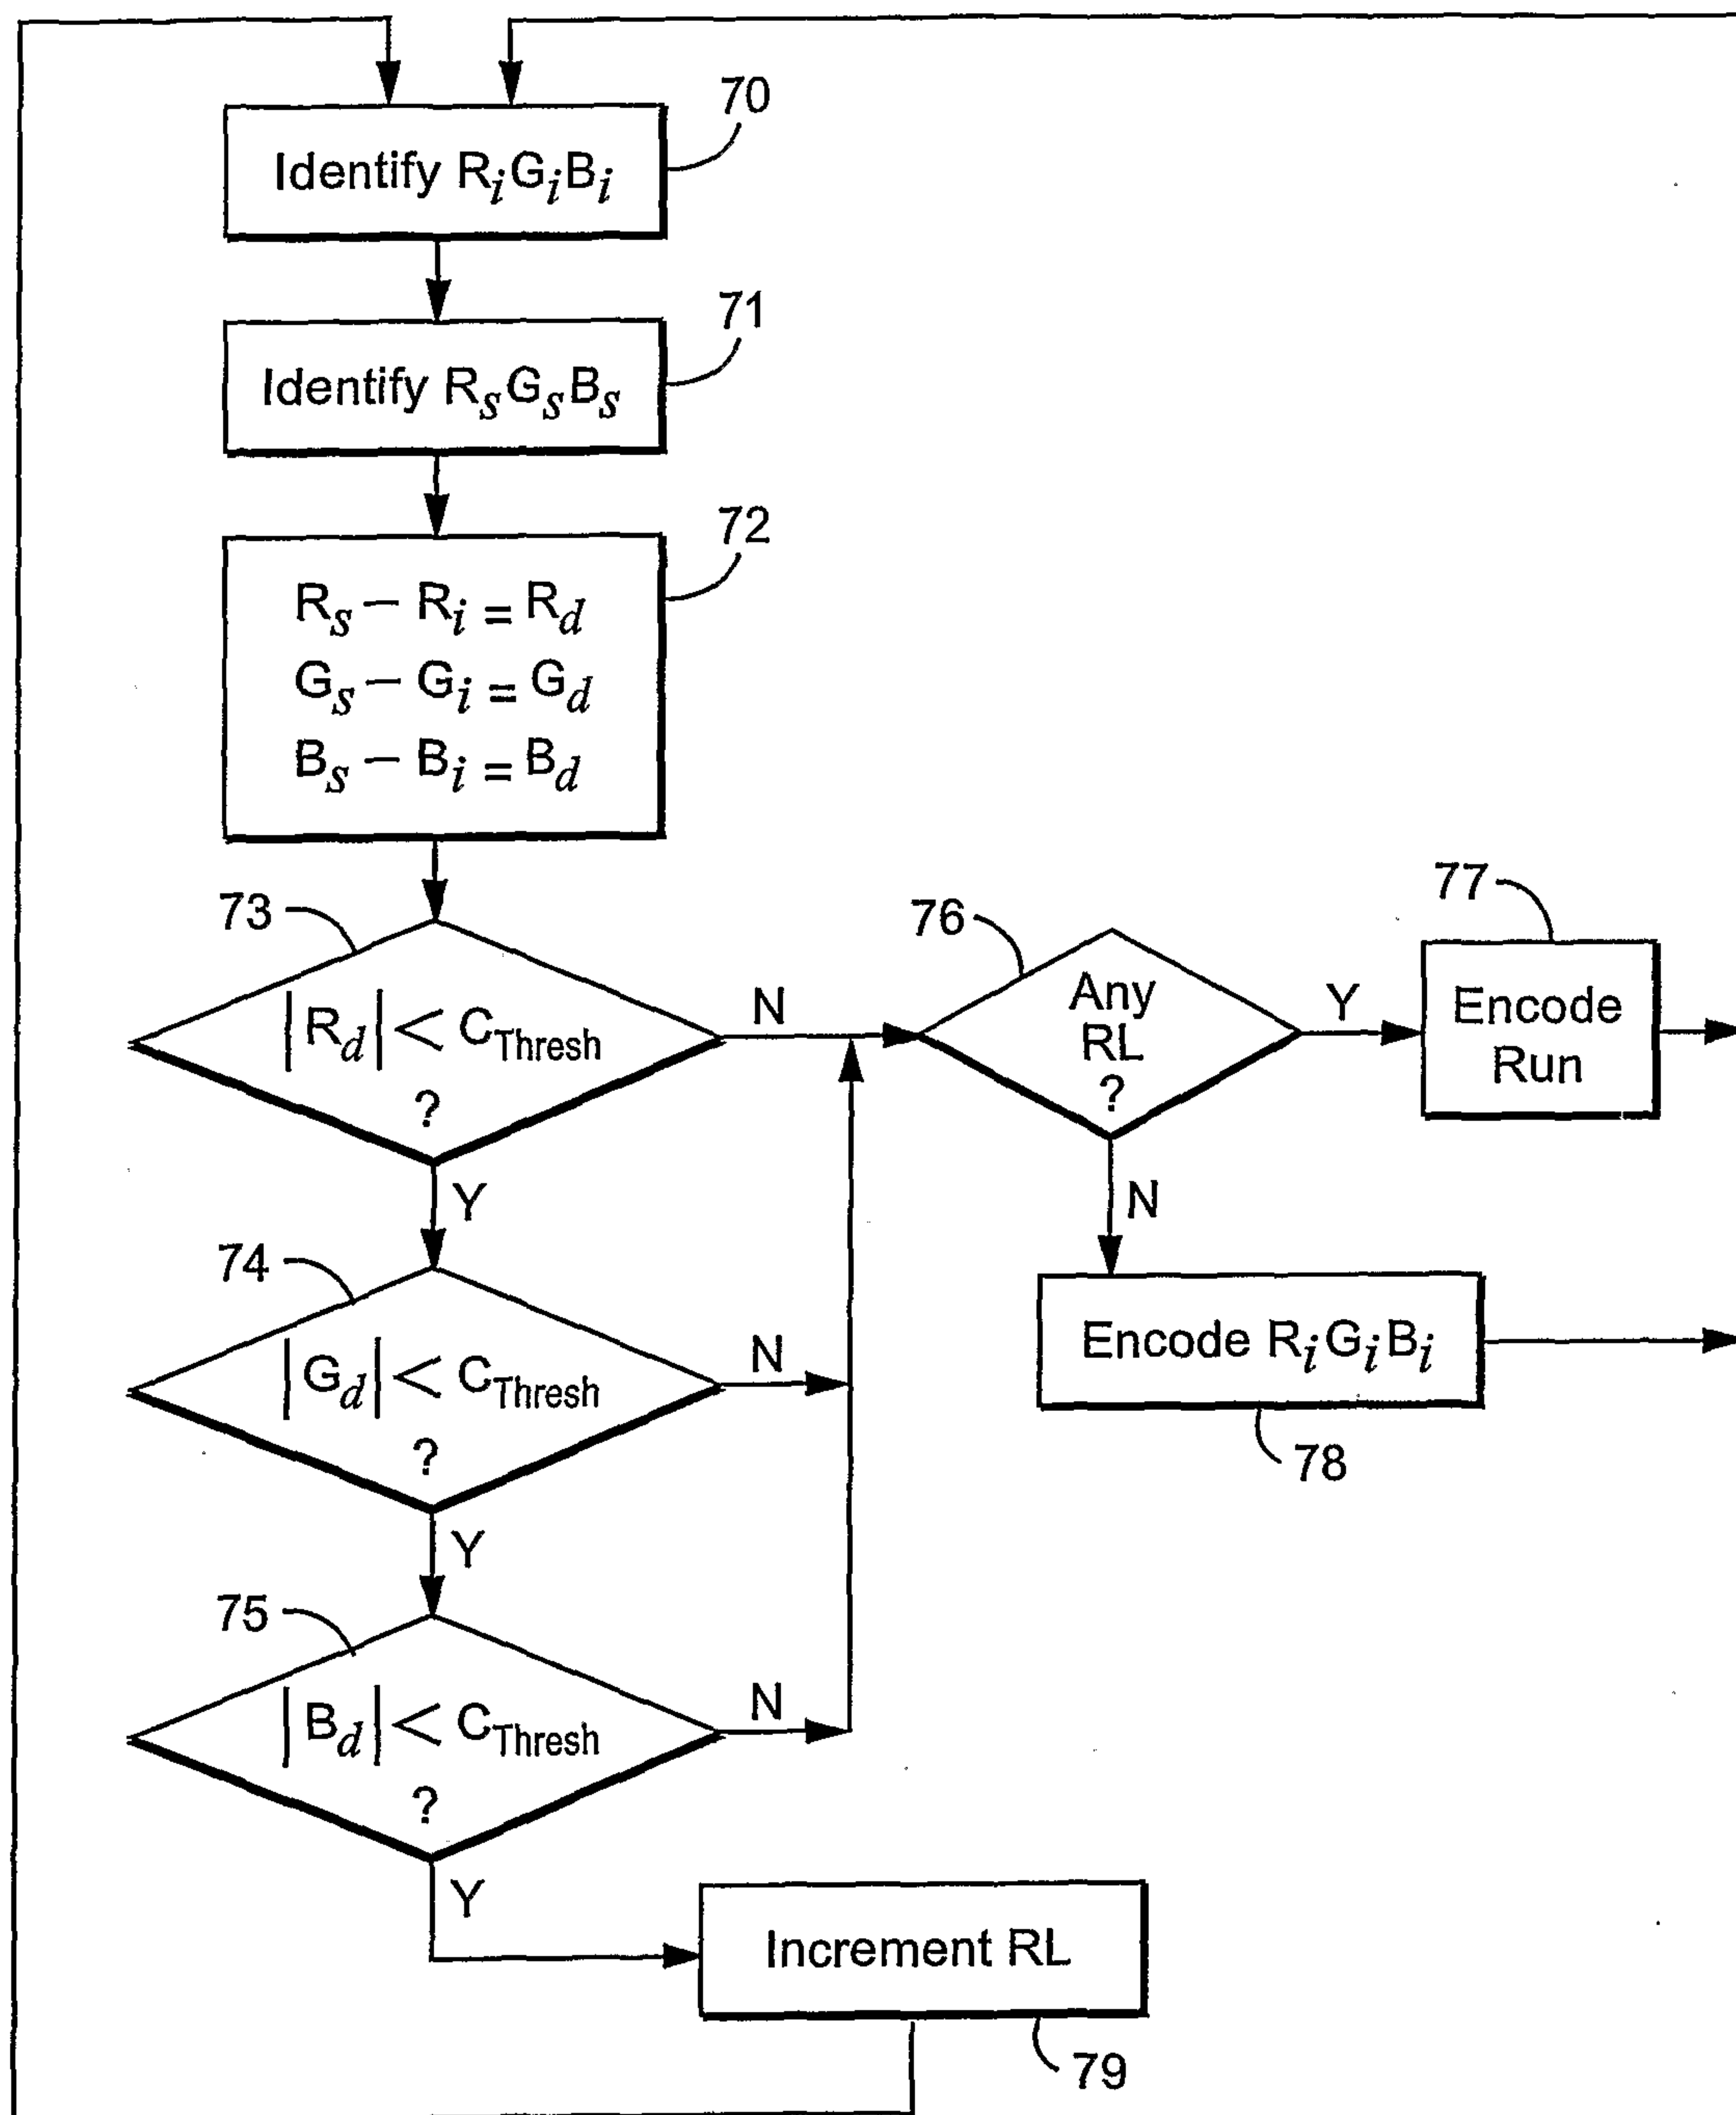 70
Identify RᵢGᵢBᵢ
71
Identify RₛGₛBₛ
72
Rₛ − Rᵢ = R_d
Gₛ − Gᵢ = G_d
Bₛ − Bᵢ = B_d
73
|R_d| < C_Thresh
?
N
Y
76
Any
RL
?
Y
N
77
Encode
Run
74
|G_d| < C_Thresh
?
N
Y
Encode RᵢGᵢBᵢ
78
75
|B_d| < C_Thresh
?
N
Y
Increment RL
79